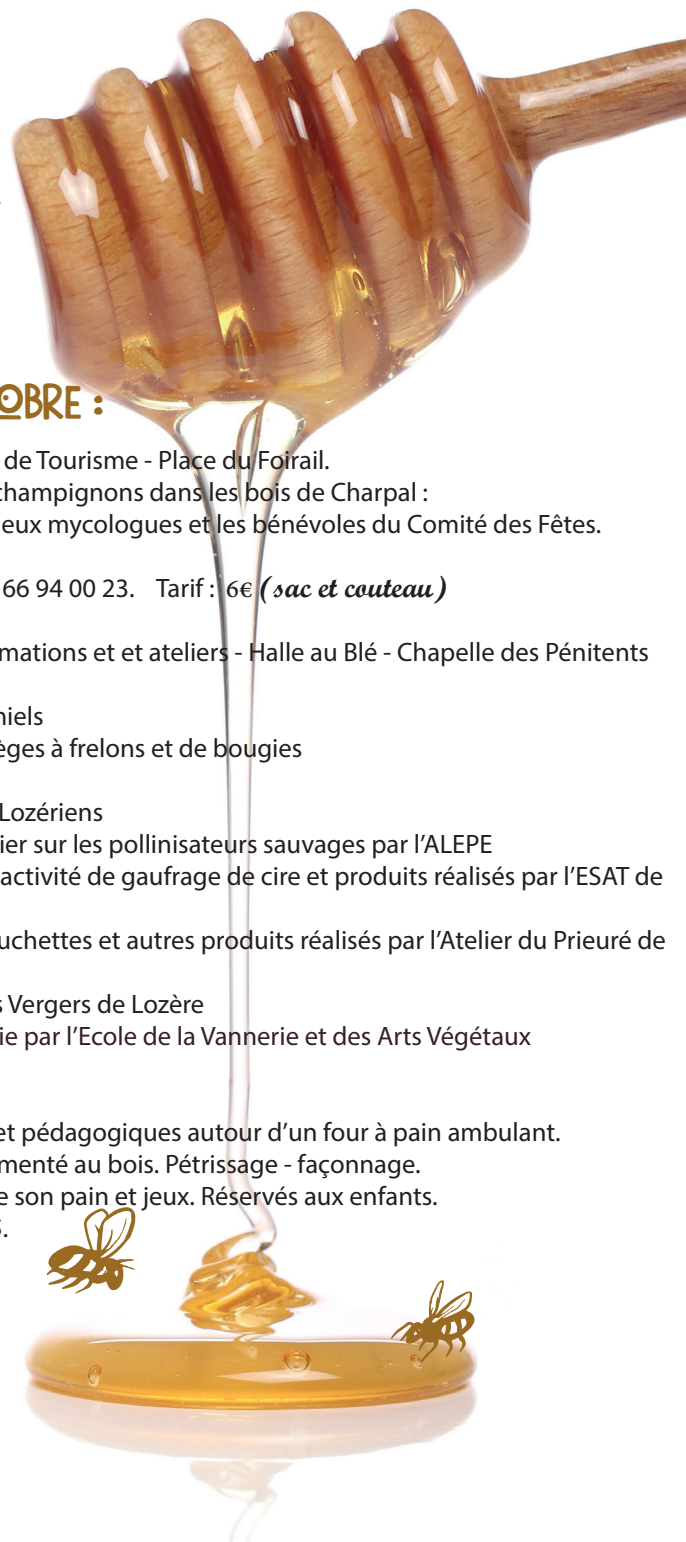 OBRE :
de Tourisme - Place du Foirail.
champignons dans les bois de Charpal :
eux mycologues et les bénévoles du Comité des Fêtes.
66 94 00 23. Tarif : 6€ (sac et couteau)
mations et et ateliers - Halle au Blé - Chapelle des Pénitents
niels
èges à frelons et de bougies
Lozériens
ier sur les pollinisateurs sauvages par l’ALEPE
’activité de gaufrage de cire et produits réalisés par l’ESAT de
uchettes et autres produits réalisés par l’Atelier du Prieuré de
s Vergers de Lozère
ie par l’Ecole de la Vannerie et des Arts Végétaux
et pédagogiques autour d’un four à pain ambulant.
menté au bois. Pétrissage - façonnage.
e son pain et jeux. Réservés aux enfants.